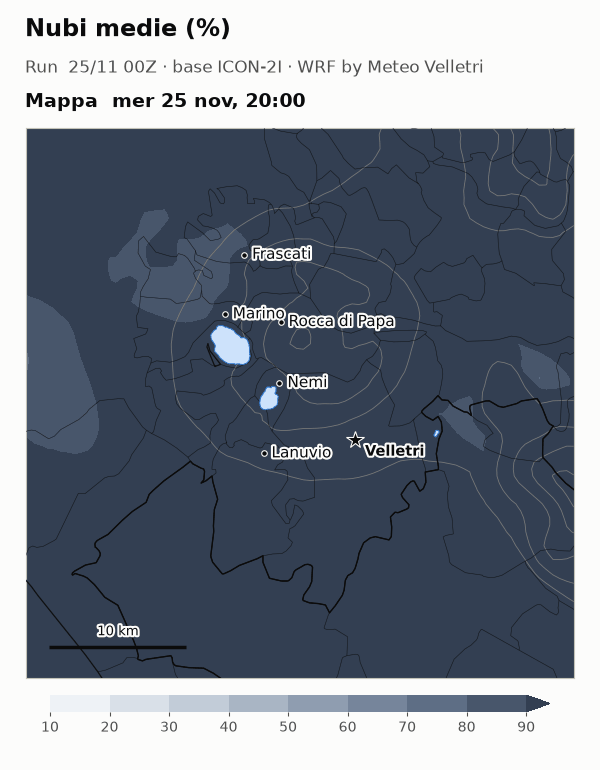 Nubi medie (%)
Run  25/11 00Z · base ICON-2I · WRF by Meteo Velletri
Mappa  mer 25 nov, 20:00
Frascati
Marino
Rocca di Papa
Nemi
Velletri
Lanuvio
10 km
10 20 30 40 50 60 70 80 90